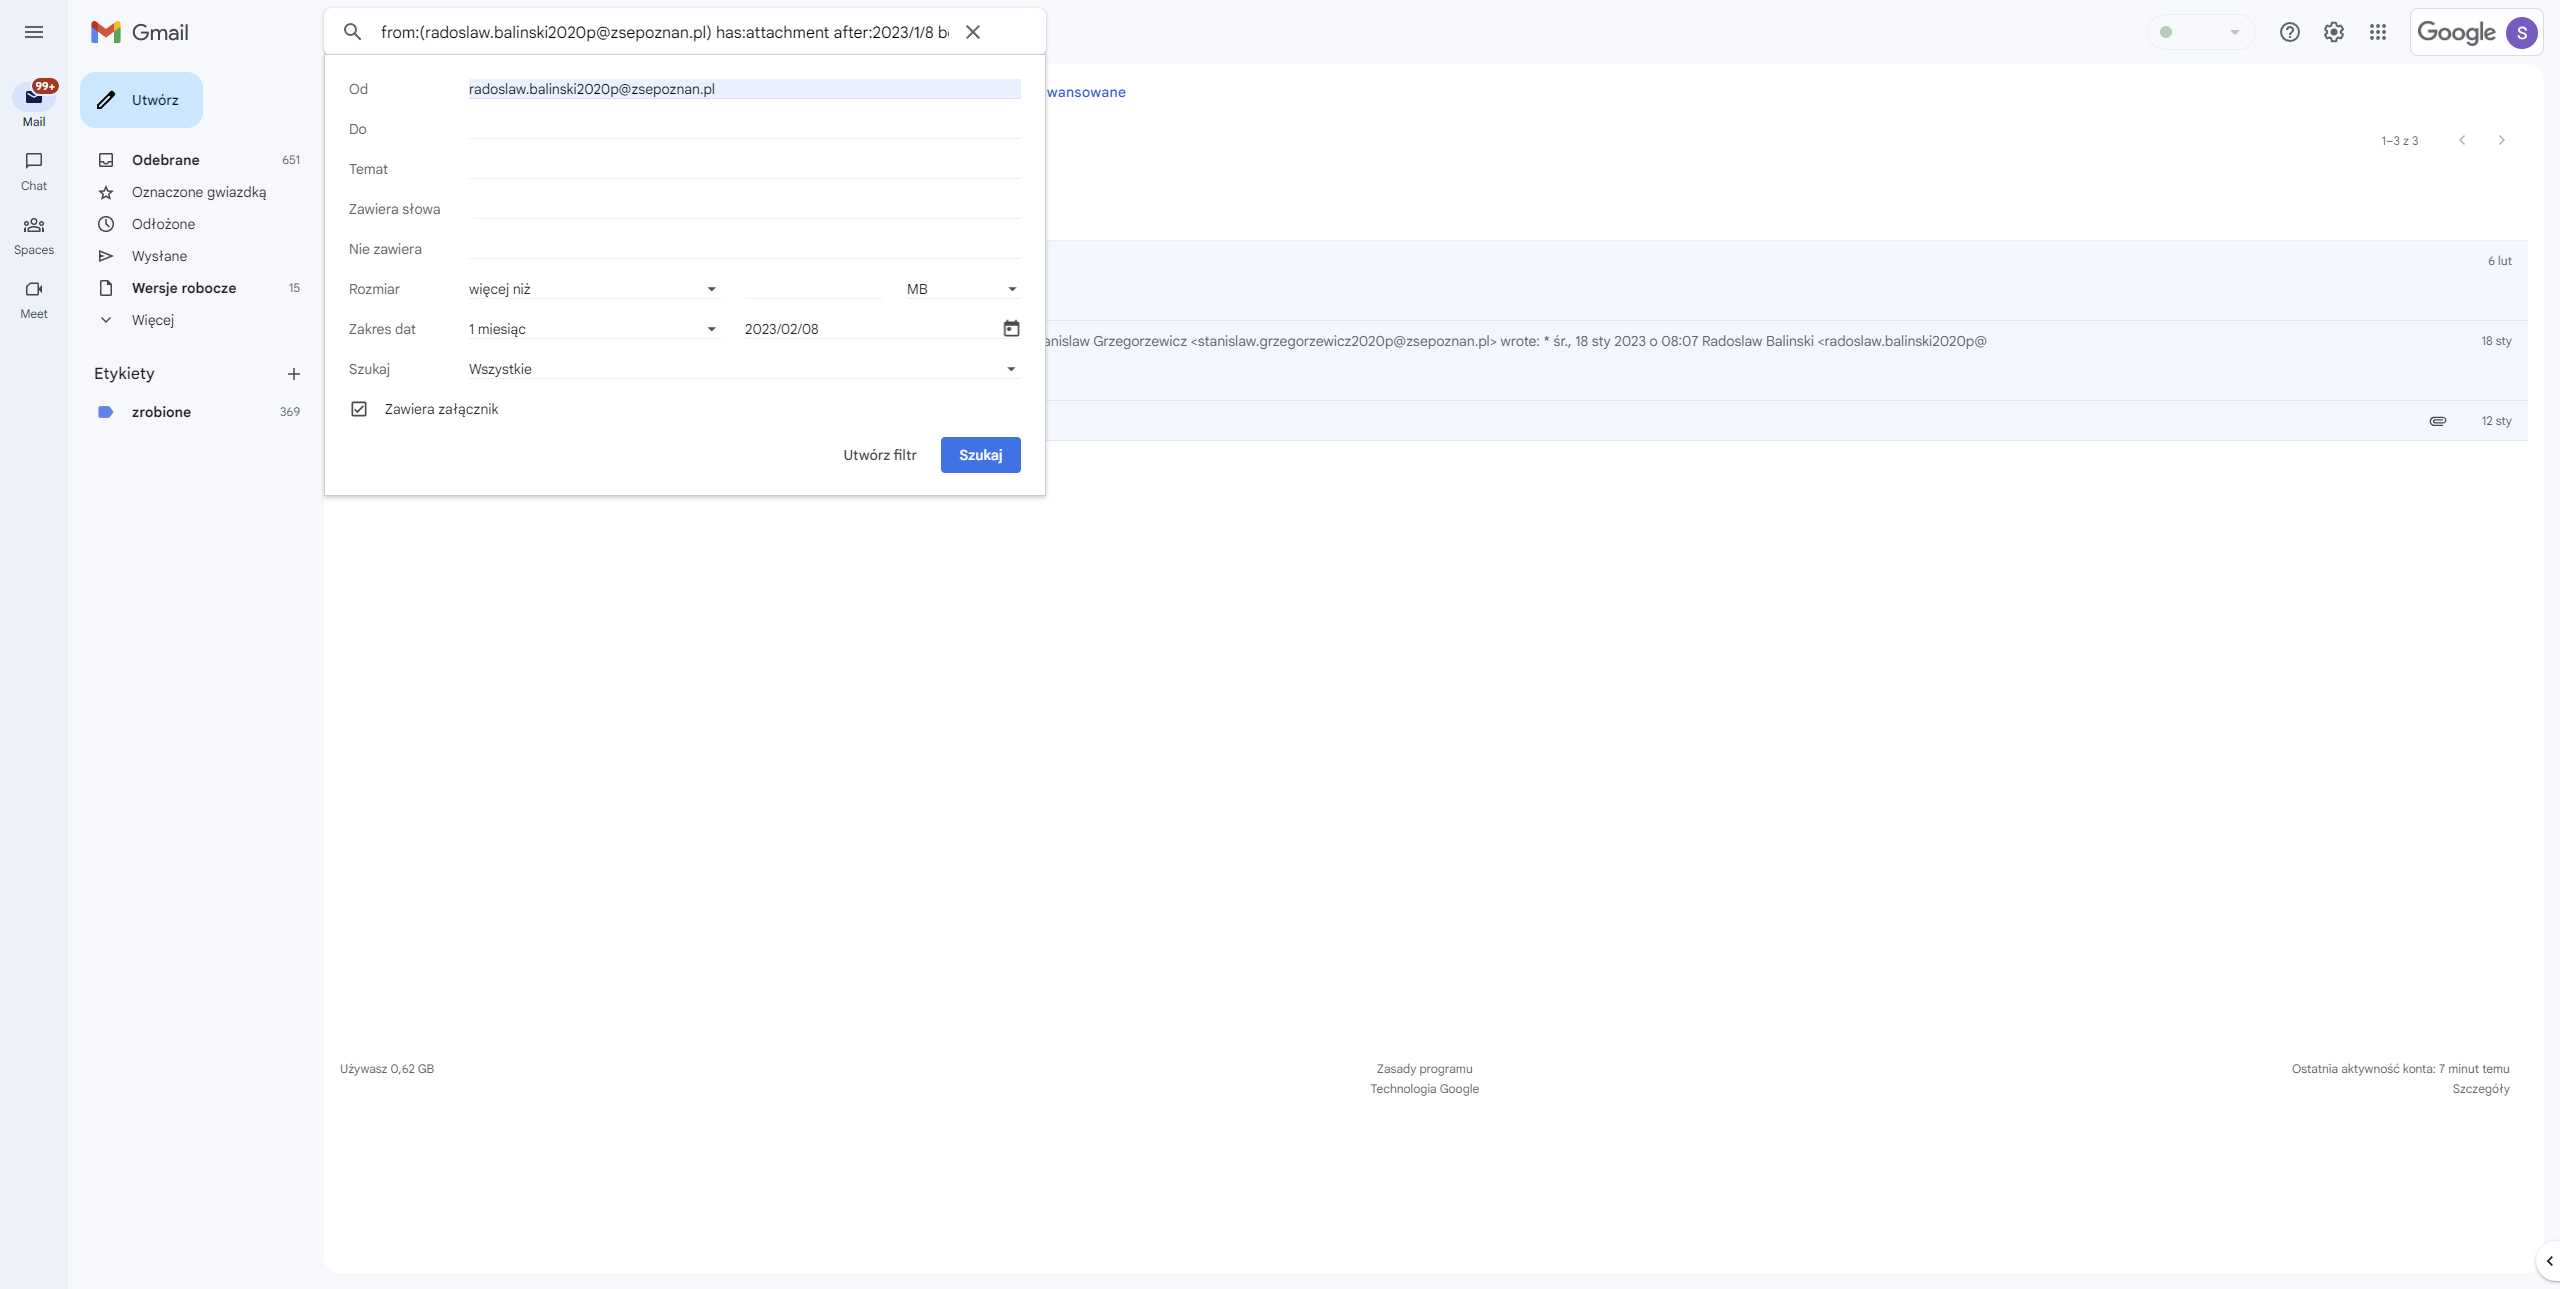 Gmail
from:(radoslaw.balinski2020p@zsepoznan.pl) has:attachment after:2023/1/8
Google
S
99+
Mail
Chat
Spaces
Meet
Utwórz
Odebrane 651
Oznaczone gwiazdką
Odłożone
Wysłane
Wersje robocze 15
Więcej
Etykiety
zrobione 369
Od radoslaw.balinski2020p@zsepoznan.pl
Do
Temat
Zawiera słowa
Nie zawiera
Rozmiar więcej niż MB
Zakres dat 1 miesiąc 2023/02/08
Szukaj Wszystkie
Zawiera załącznik
Utwórz filtr Szukaj
wansowane
1–3 z 3
6 lut
anislaw Grzegorzewicz <stanislaw.grzegorzewicz2020p@zsepoznan.pl> wrote: * śr., 18 sty 2023 o 08:07 Radoslaw Balinski <radoslaw.balinski2020p@ 18 sty
12 sty
Używasz 0,62 GB
Zasady programu
Technologia Google
Ostatnia aktywność konta: 7 minut temu
Szczegóły